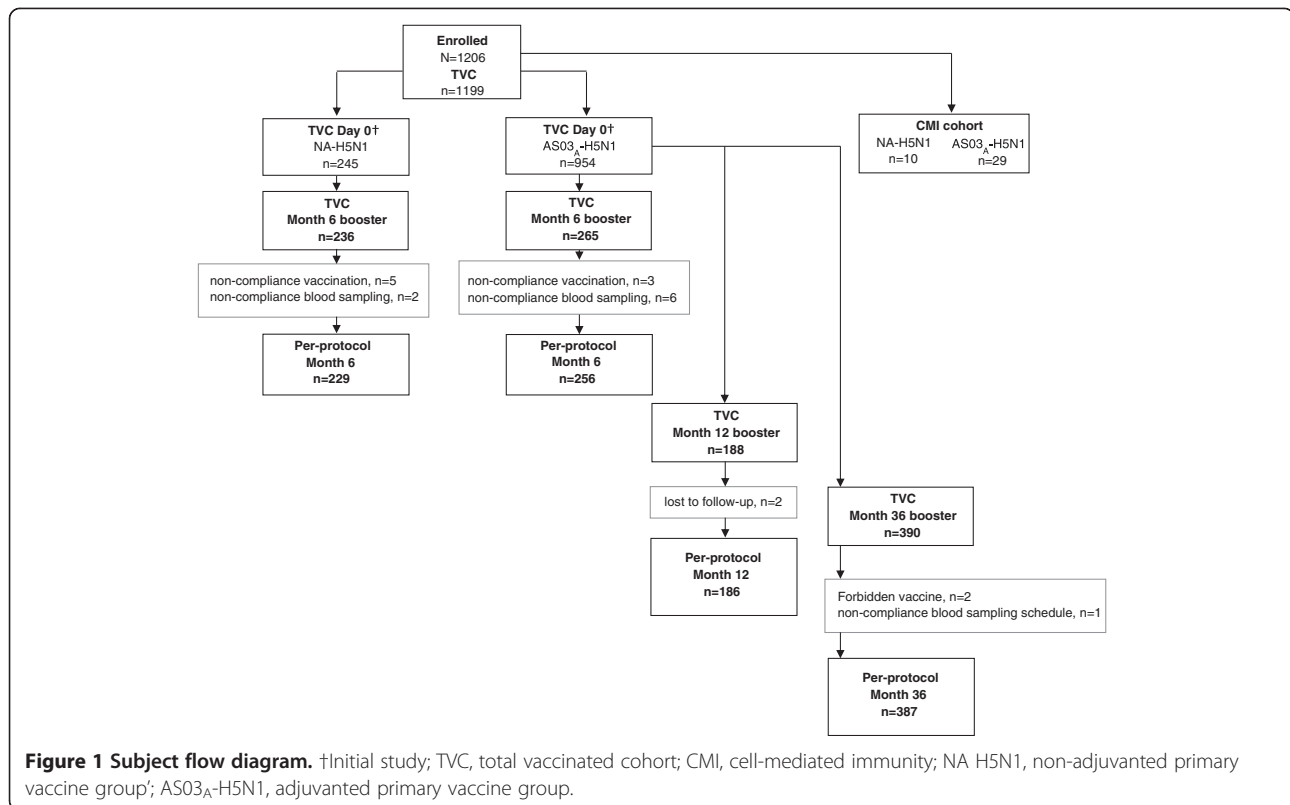 Enrolled
N=1206
TVC
n=1199
TVC Day 0†
NA-H5N1
n=245
TVC Day 0†
AS03A-H5N1
n=954
CMI cohort
NA-H5N1 AS03A-H5N1
n=10 n=29
TVC
Month 6 booster
n=236
TVC
Month 6 booster
n=265
non-compliance vaccination, n=5
non-compliance blood sampling, n=2
non-compliance vaccination, n=3
non-compliance blood sampling, n=6
Per-protocol
Month 6
n=229
Per-protocol
Month 6
n=256
TVC
Month 12 booster
n=188
lost to follow-up, n=2
Per-protocol
Month 12
n=186
TVC
Month 36 booster
n=390
Forbidden vaccine, n=2
non-compliance blood sampling schedule, n=1
Per-protocol
Month 36
n=387
Figure 1 Subject flow diagram. †Initial study; TVC, total vaccinated cohort; CMI, cell-mediated immunity; NA H5N1, non-adjuvanted primary
vaccine group’; AS03A-H5N1, adjuvanted primary vaccine group.